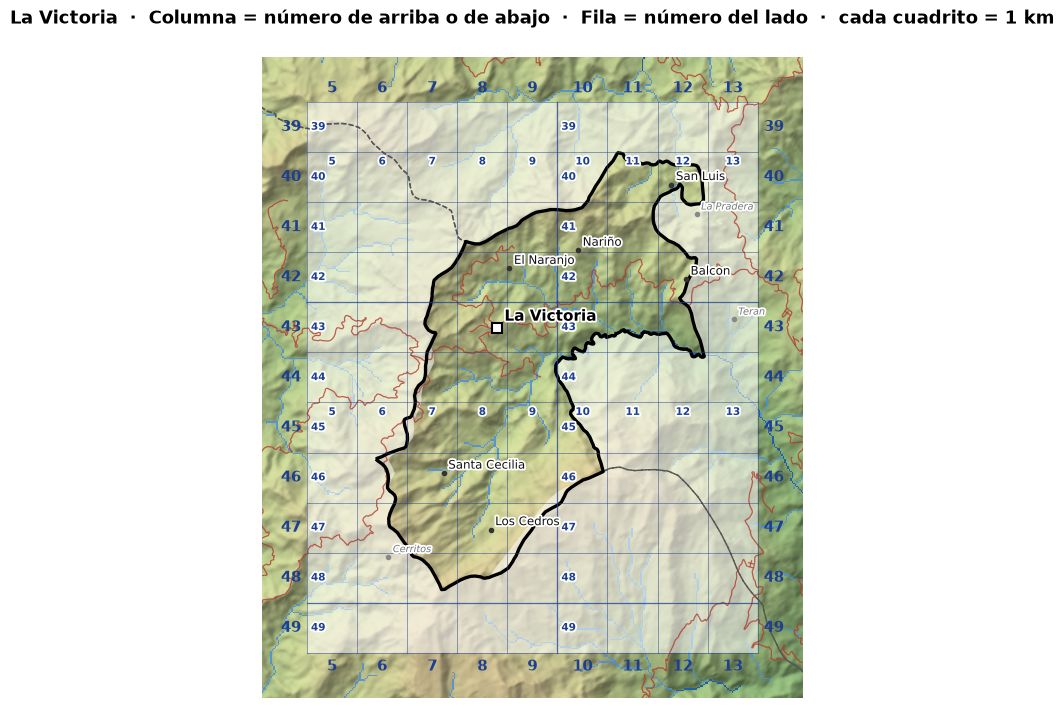 La Victoria · Columna = número de arriba o de abajo · Fila = número del lado · cada cuadrito = 1 km
5 6 7 8 9 10 11 12 13
39 39 39 39
5 6 7 8 9 10 11 12 13
40 40 San Luis 40 40
La Pradera
41 41 41 41
Nariño
El Naranjo
42 42 42 Balcon 42
La Victoria Teran
43 43 43 43
44 44 44 44
5 6 7 8 9 10 11 12 13
45 45 45 45
Santa Cecilia
46 46 46 46
Los Cedros
47 47 47 47
Cerritos
48 48 48 48
49 49 49 49
5 6 7 8 9 10 11 12 13